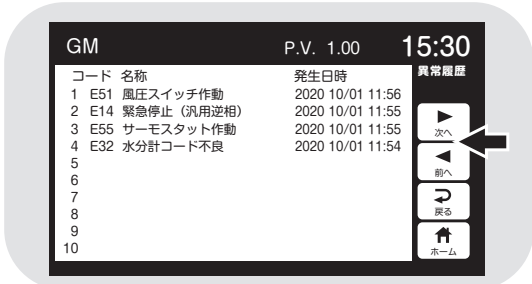 GM P.V. 1.00 15:30
異常履歴
コード 名称 発生日時
1 E51 風圧スイッチ作動 2020 10/01 11:56
2 E14 緊急停止（汎用逆相） 2020 10/01 11:55
3 E55 サーモスタット作動 2020 10/01 11:55
4 E32 水分計コード不良 2020 10/01 11:54
5
6
7
8
9
10
次へ
前へ
戻る
ホーム